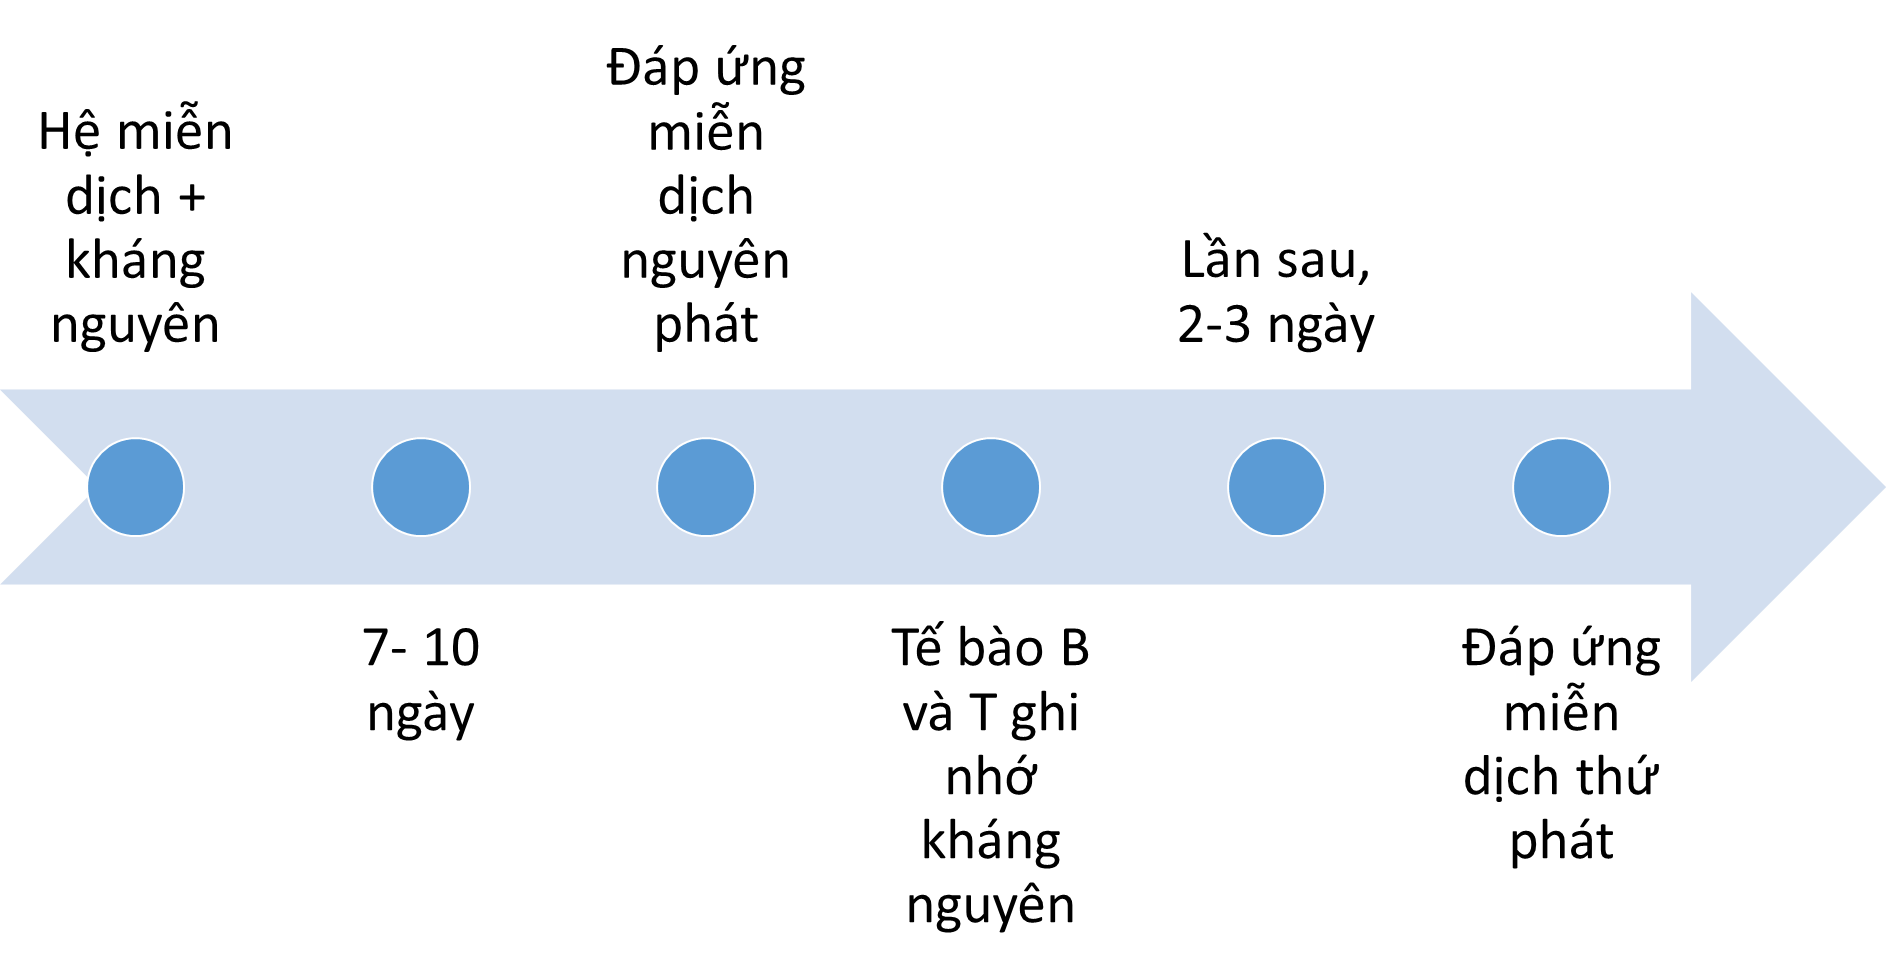 Hệ miễn
dịch +
kháng
nguyên
7- 10
ngày
Đáp ứng
miễn
dịch
nguyên
phát
Tế bào B
và T ghi
nhớ
kháng
nguyên
Lần sau,
2-3 ngày
Đáp ứng
miễn
dịch thứ
phát